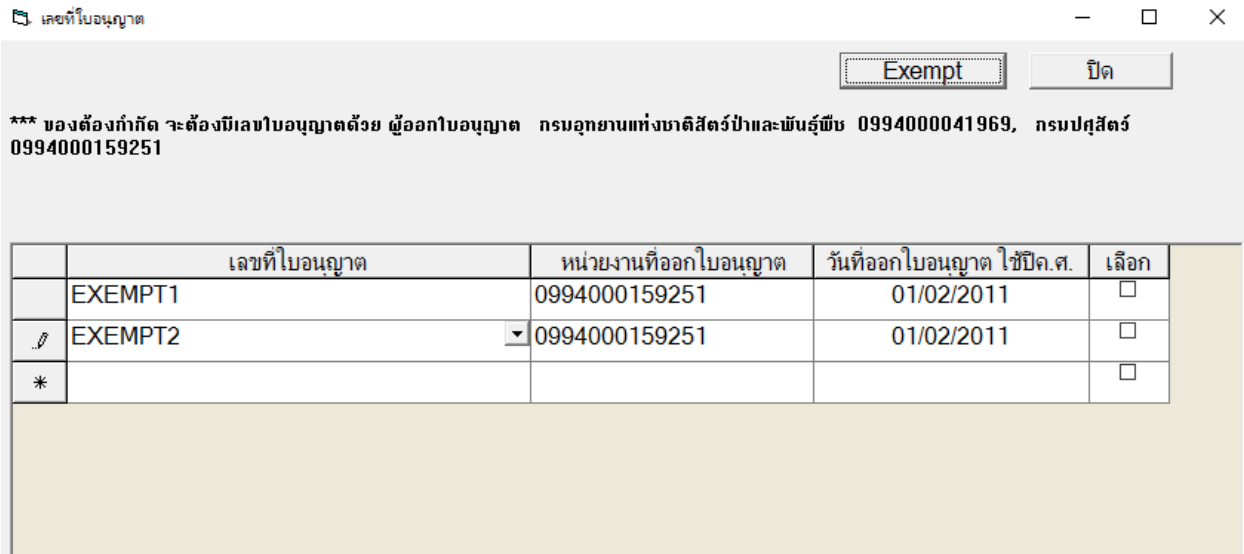 เลขที่ใบอนุญาต
Exempt ปิด
*** ของต้องกำกัด จะต้องมีเลขใบอนุญาตด้วย ผู้ออกใบอนุญาต กรมอุทยานแห่งชาติสัตว์ป่าและพันธุ์พืช 0994000041969, กรมปศุสัตว์
0994000159251
เลขที่ใบอนุญาต หน่วยงานที่ออกใบอนุญาต วันที่ออกใบอนุญาต ใช้ปีค.ศ. เลือก
EXEMPT1 0994000159251 01/02/2011
EXEMPT2 0994000159251 01/02/2011